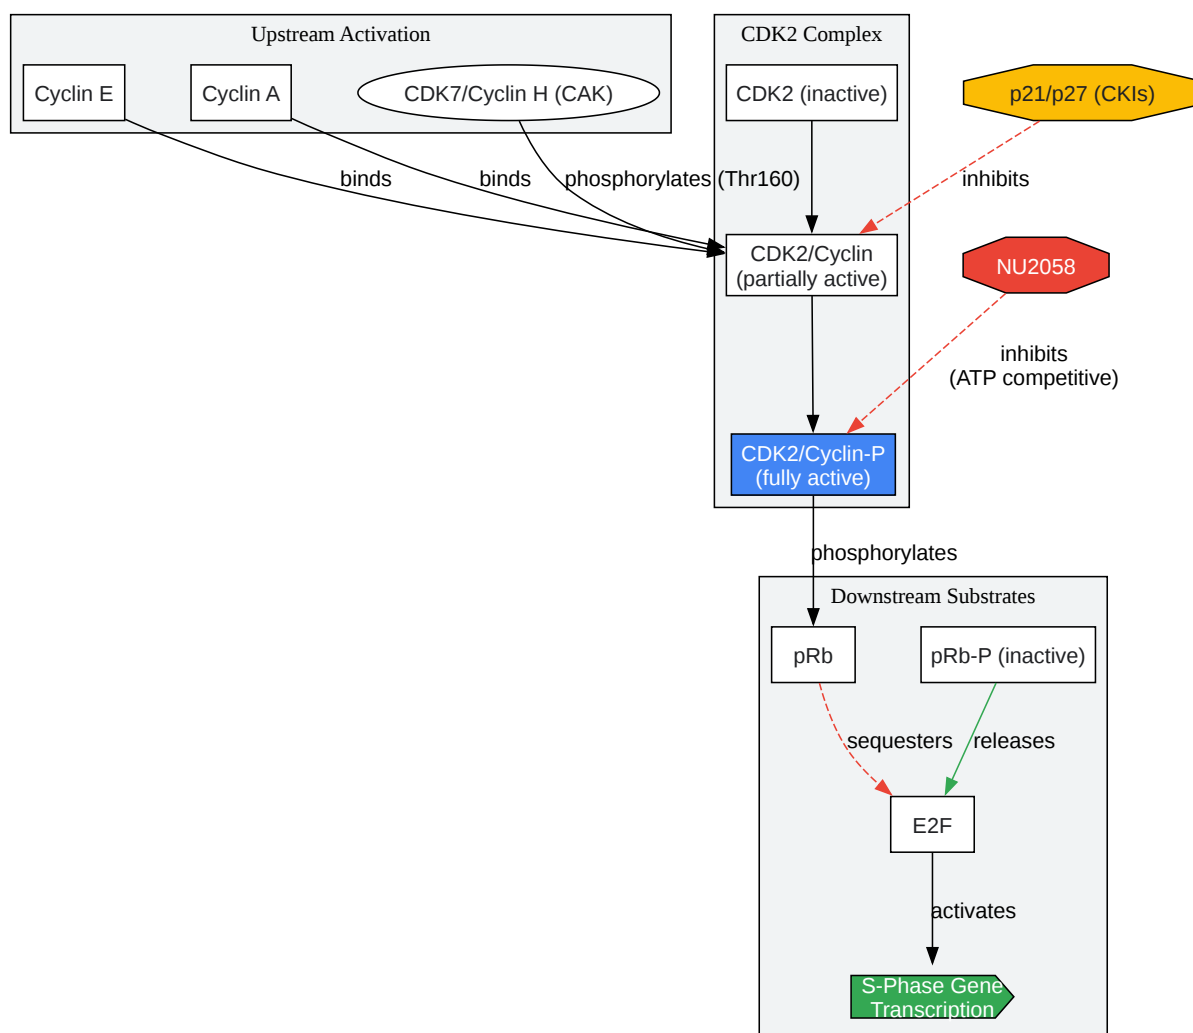 Upstream Activation
CDK2 Complex
Cyclin E
Cyclin A
CDK7/Cyclin H (CAK)
CDK2 (inactive)
p21/p27 (CKIs)
binds
binds
phosphorylates (Thr160)
inhibits
CDK2/Cyclin
(partially active)
NU2058
inhibits
(ATP competitive)
CDK2/Cyclin-P
(fully active)
phosphorylates
Downstream Substrates
pRb
pRb-P (inactive)
sequesters
releases
E2F
activates
S-Phase Gene
Transcription